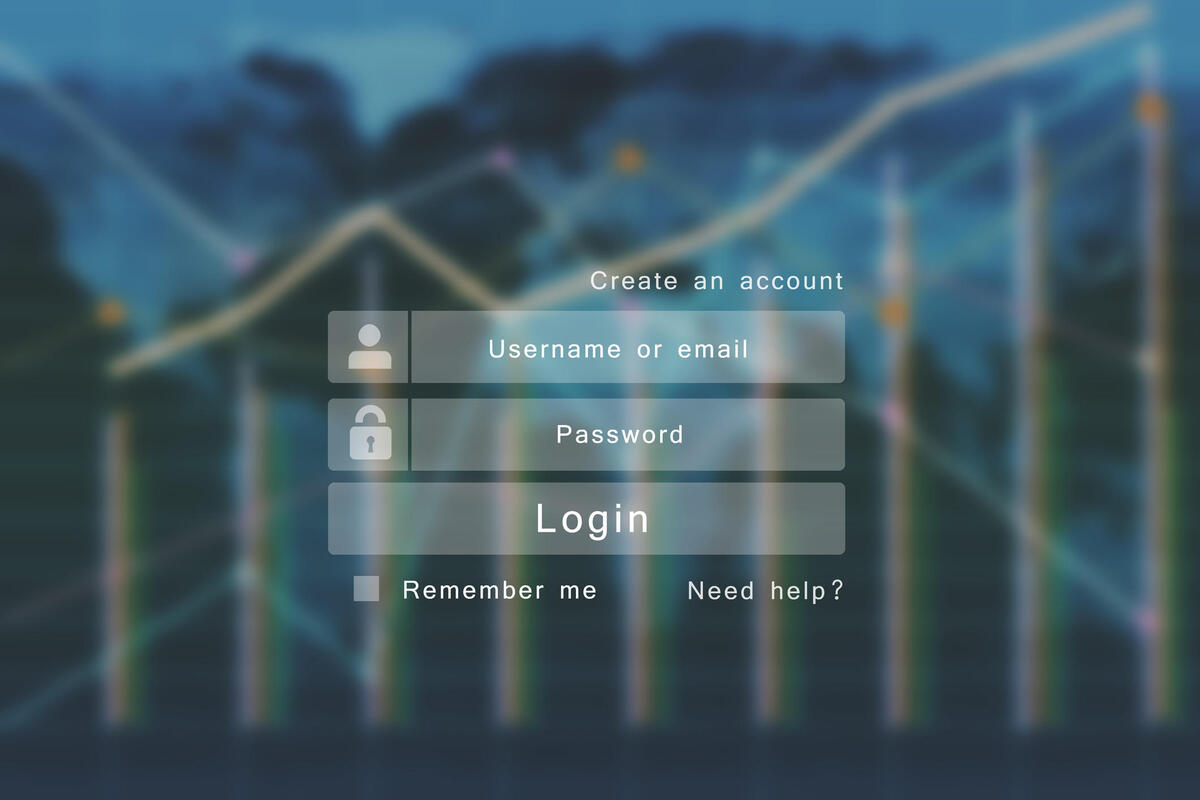 Create an account
Username or email
Password
Login
Remember me
Need help?